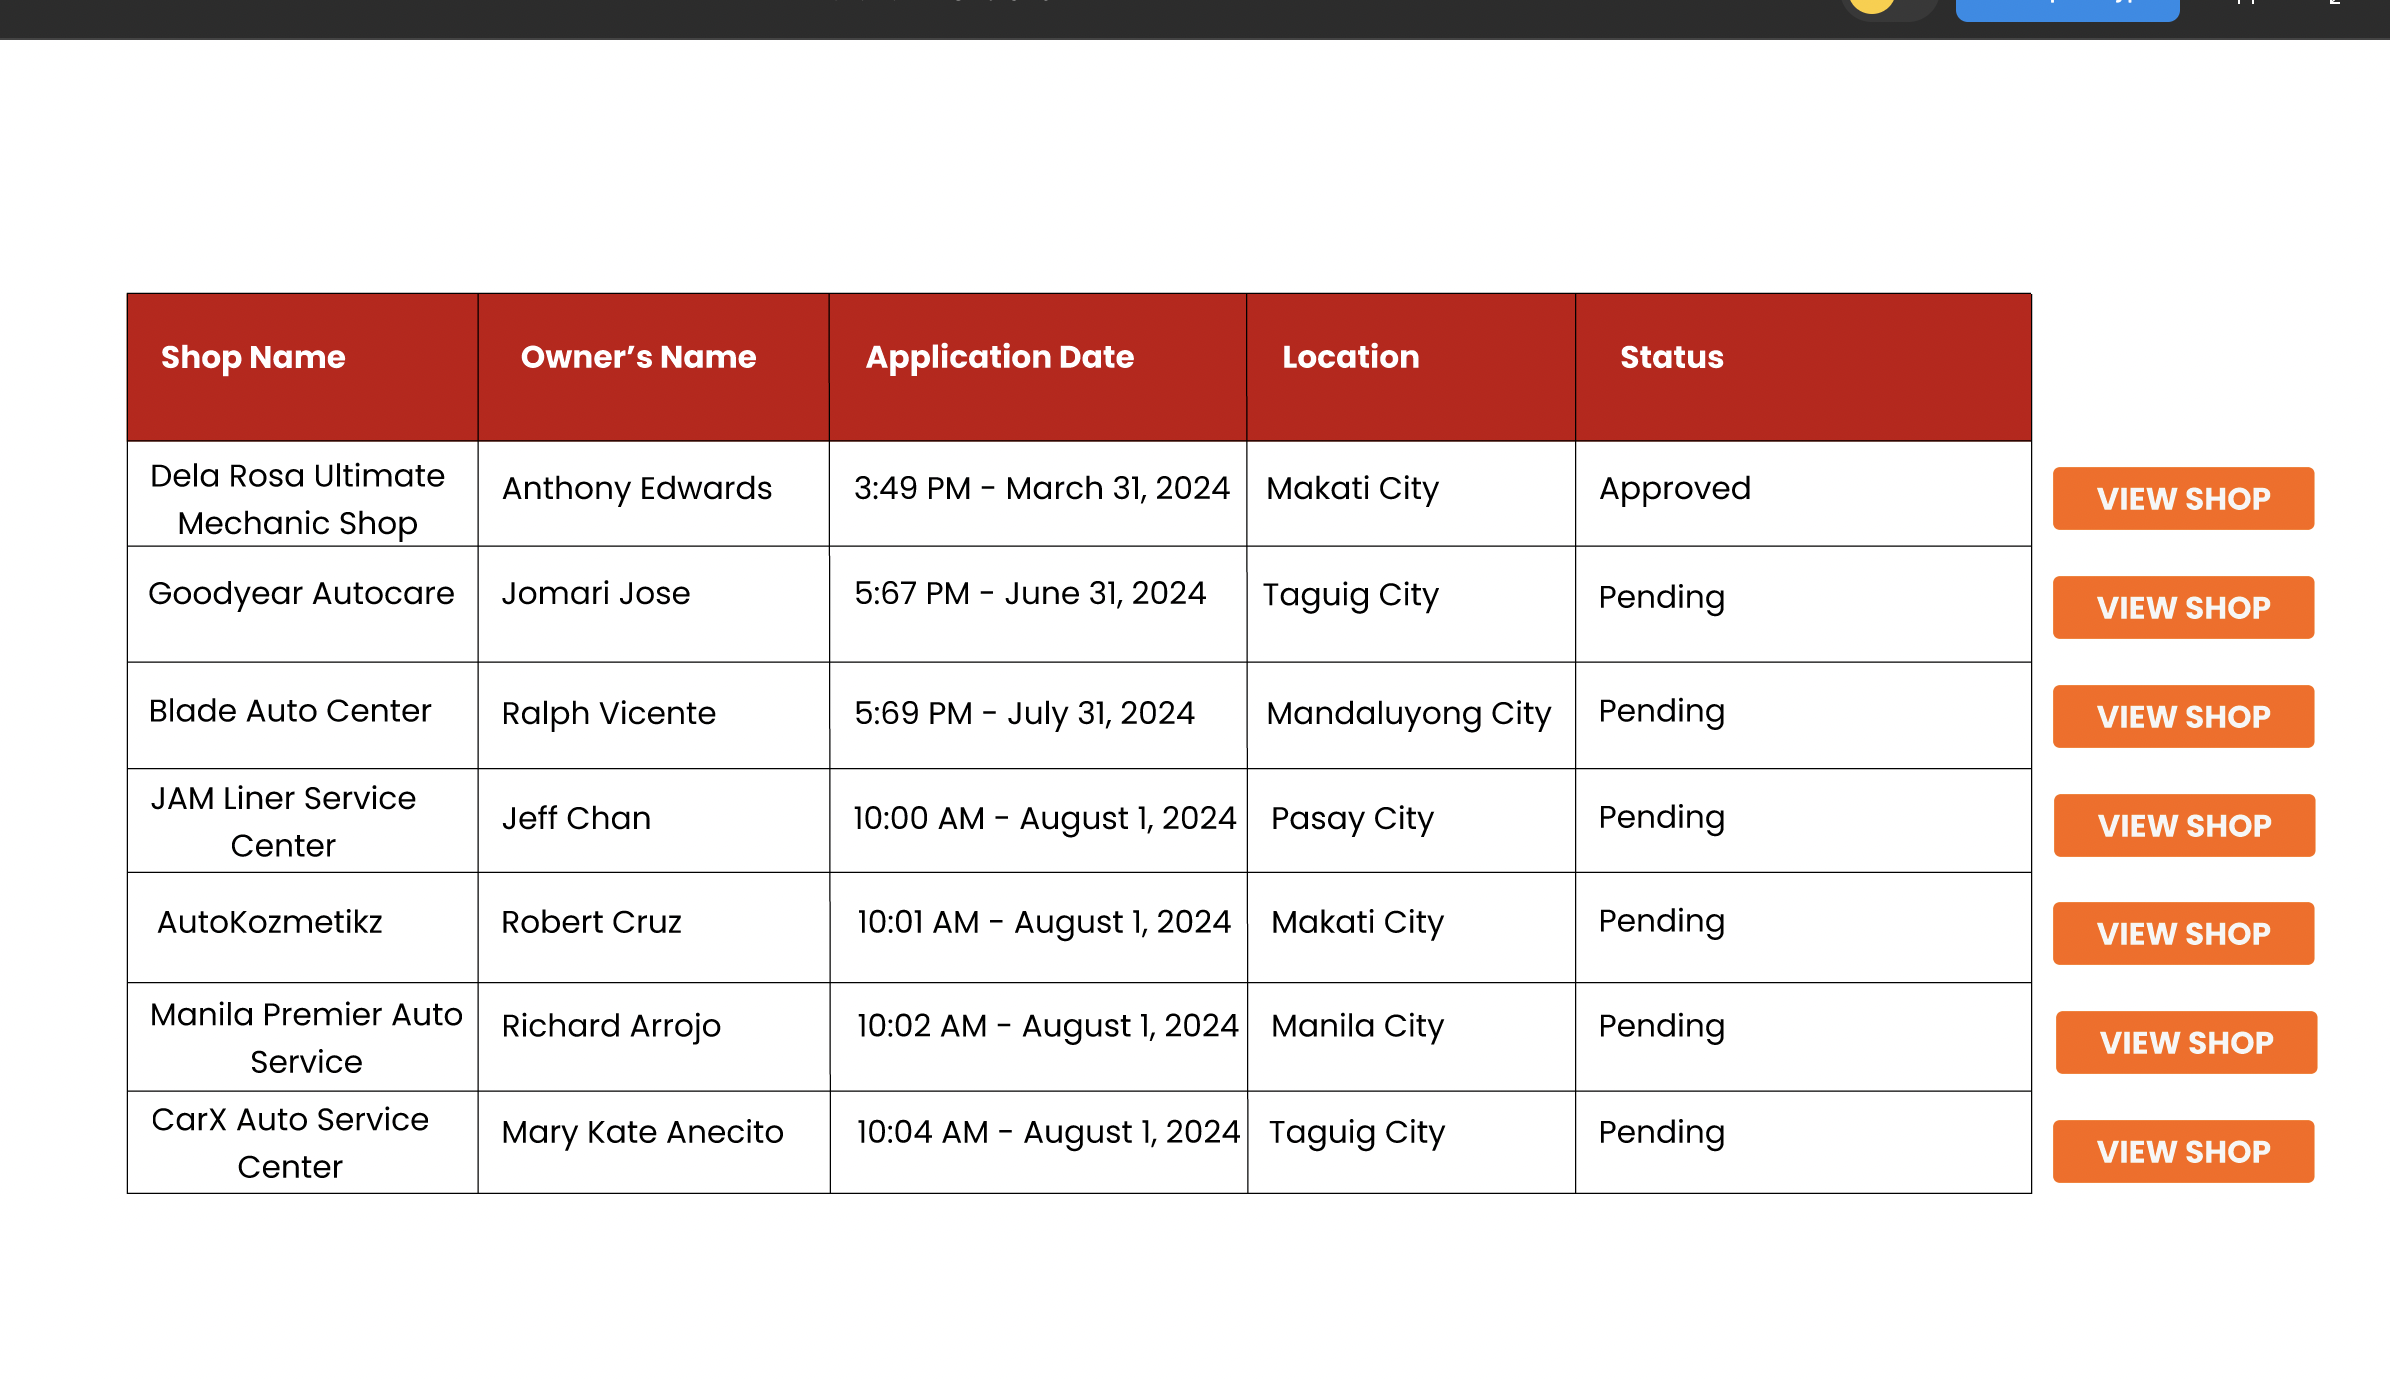 Shop Name Owner’s Name Application Date Location Status
Dela Rosa Ultimate
Mechanic Shop
Anthony Edwards
3:49 PM - March 31, 2024
Makati City
Approved
VIEW SHOP
Goodyear Autocare
Jomari Jose
5:67 PM - June 31, 2024
Taguig City
Pending
VIEW SHOP
Blade Auto Center
Ralph Vicente
5:69 PM - July 31, 2024
Mandaluyong City
Pending
VIEW SHOP
JAM Liner Service
Center
Jeff Chan
10:00 AM - August 1, 2024
Pasay City
Pending
VIEW SHOP
AutoKozmetikz
Robert Cruz
10:01 AM - August 1, 2024
Makati City
Pending
VIEW SHOP
Manila Premier Auto
Service
Richard Arrojo
10:02 AM - August 1, 2024
Manila City
Pending
VIEW SHOP
CarX Auto Service
Center
Mary Kate Anecito
10:04 AM - August 1, 2024
Taguig City
Pending
VIEW SHOP